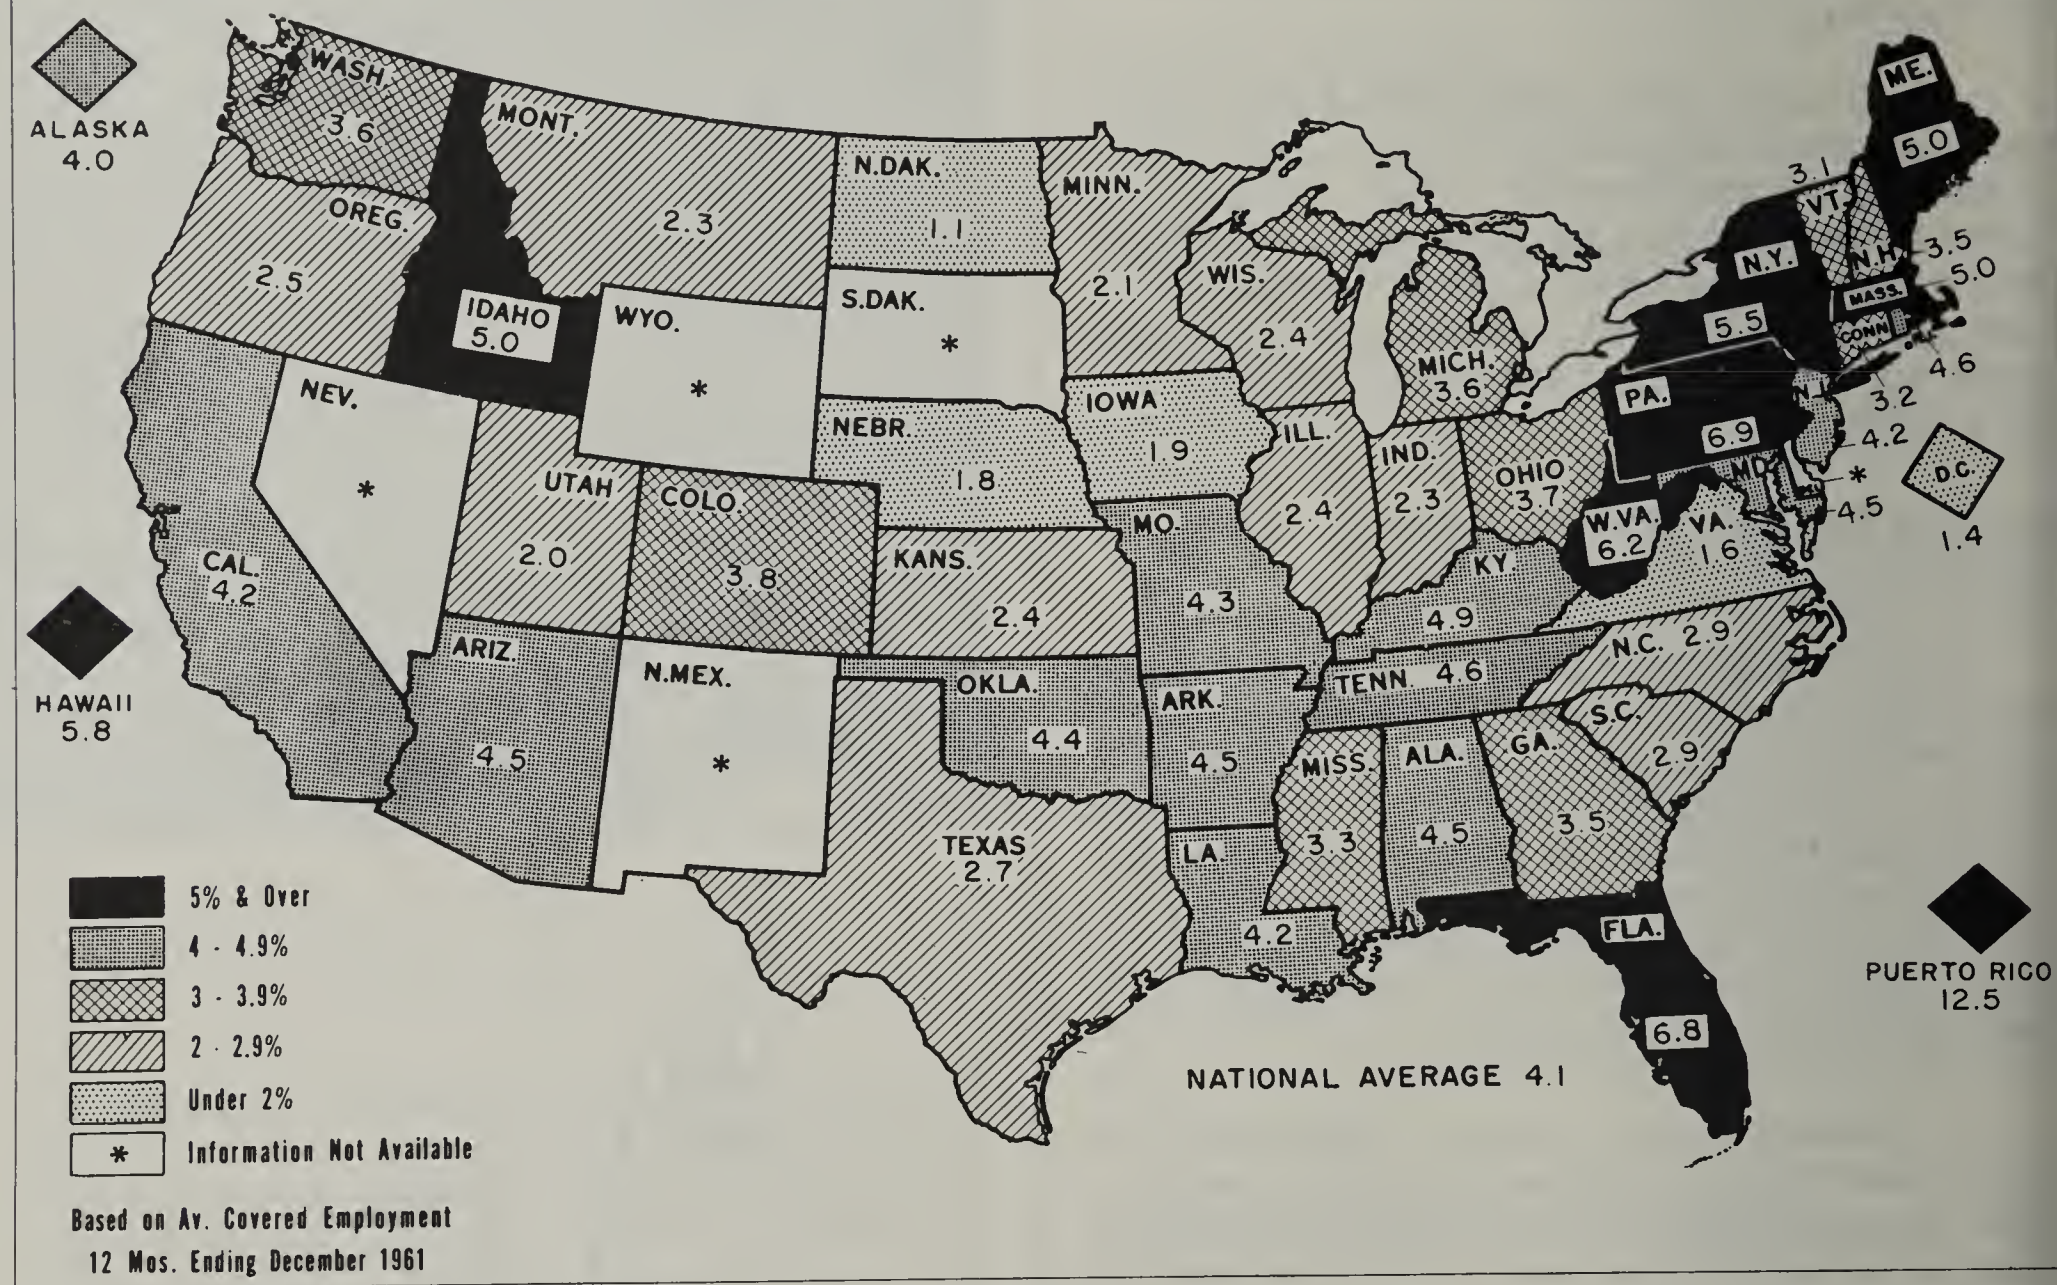 ALASKA
4.0
WASH.
3.6
MONT.
2.3
N.DAK.
1.1
MINN.
2.1
OREG.
2.5
IDAHO
5.0
WYO.
*
S.DAK.
*
WIS.
2.4
MICH.
3.6
ME.
5.0
3.1
VT.
N.H.
3.5
N.Y.
5.5
MASS.
5.0
CONN
4.6
3.2
PA.
6.9
N.J.
4.2
*
MD.
4.5
D.C.
1.4
NEV.
*
UTAH
2.0
COLO.
3.8
NEBR.
1.8
IOWA
1.9
ILL.
2.4
IND.
2.3
OHIO
3.7
W.VA.
6.2
VA.
1.6
CAL.
4.2
KANS.
2.4
MO.
4.3
KY.
4.9
HAWAII
5.8
ARIZ.
4.5
N.MEX.
*
OKLA.
4.4
ARK.
4.5
TENN. 4.6
N.C. 2.9
S.C.
2.9
TEXAS
2.7
LA.
4.2
MISS.
3.3
ALA.
4.5
GA.
3.5
FLA.
6.8
PUERTO RICO
12.5
NATIONAL AVERAGE 4.1
5% & Over
4 - 4.9%
3 - 3.9%
2 - 2.9%
Under 2%
* Information Not Available
Based on Av. Covered Employment
12 Mos. Ending December 1961